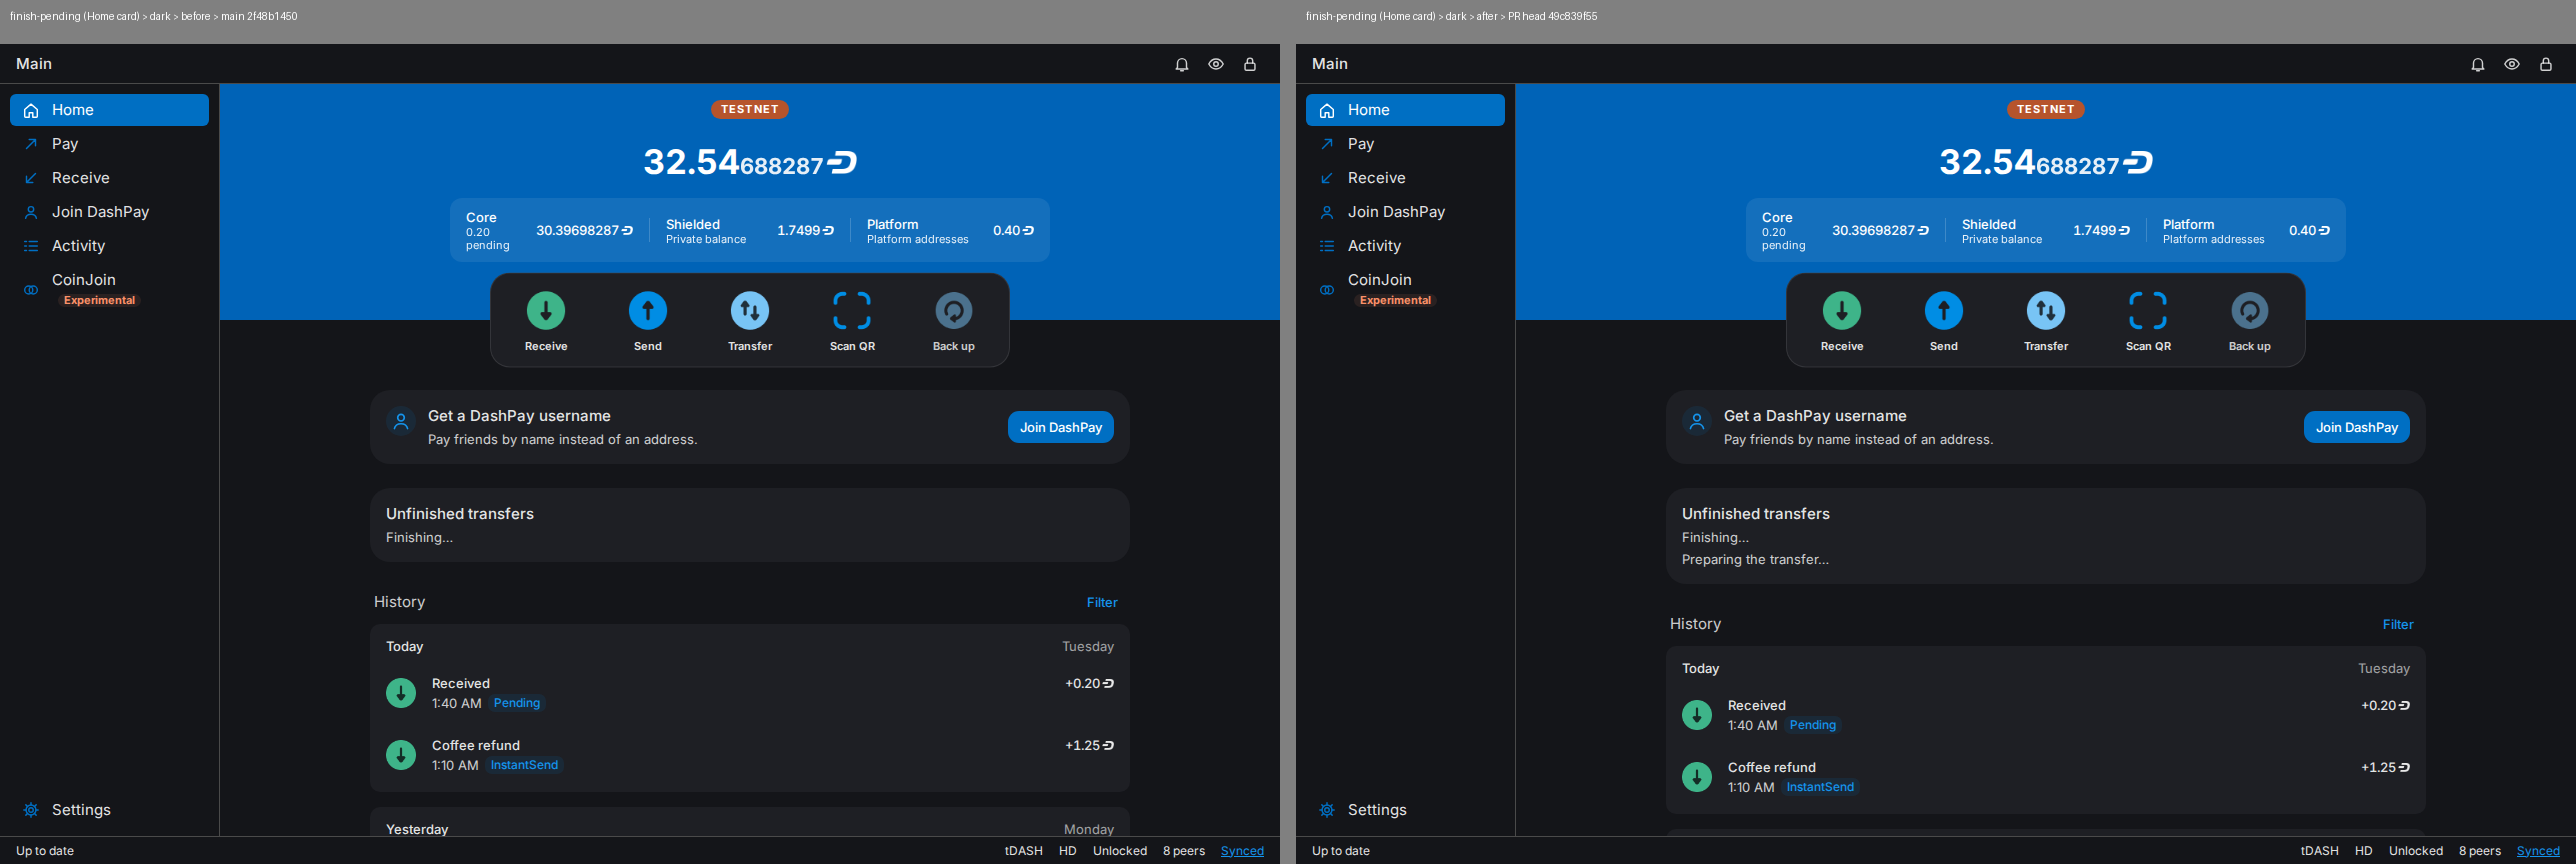 finish-pending (Home card) > dark > before > main 2f48b1450
Main
Home
Pay
Receive
Join DashPay
Activity
CoinJoin
Experimental
Settings
TESTNET
32.54688287
Core
0.20
pending
30.39698287
Shielded
Private balance
1.7499
Platform
Platform addresses
0.40
Receive
Send
Transfer
Scan QR
Back up
Get a DashPay username
Pay friends by name instead of an address.
Join DashPay
Unfinished transfers
Finishing...
History
Filter
Today
Tuesday
Received
+0.20
1:40 AM Pending
Coffee refund
+1.25
1:10 AM InstantSend
Yesterday
Monday
Up to date
tDASH HD Unlocked 8 peers Synced
finish-pending (Home card) > dark > after > PR head 49c839f55
Main
Home
Pay
Receive
Join DashPay
Activity
CoinJoin
Experimental
Settings
TESTNET
32.54688287
Core
0.20
pending
30.39698287
Shielded
Private balance
1.7499
Platform
Platform addresses
0.40
Receive
Send
Transfer
Scan QR
Back up
Get a DashPay username
Pay friends by name instead of an address.
Join DashPay
Unfinished transfers
Finishing...
Preparing the transfer...
History
Filter
Today
Tuesday
Received
+0.20
1:40 AM Pending
Coffee refund
+1.25
1:10 AM InstantSend
Up to date
tDASH HD Unlocked 8 peers Synced